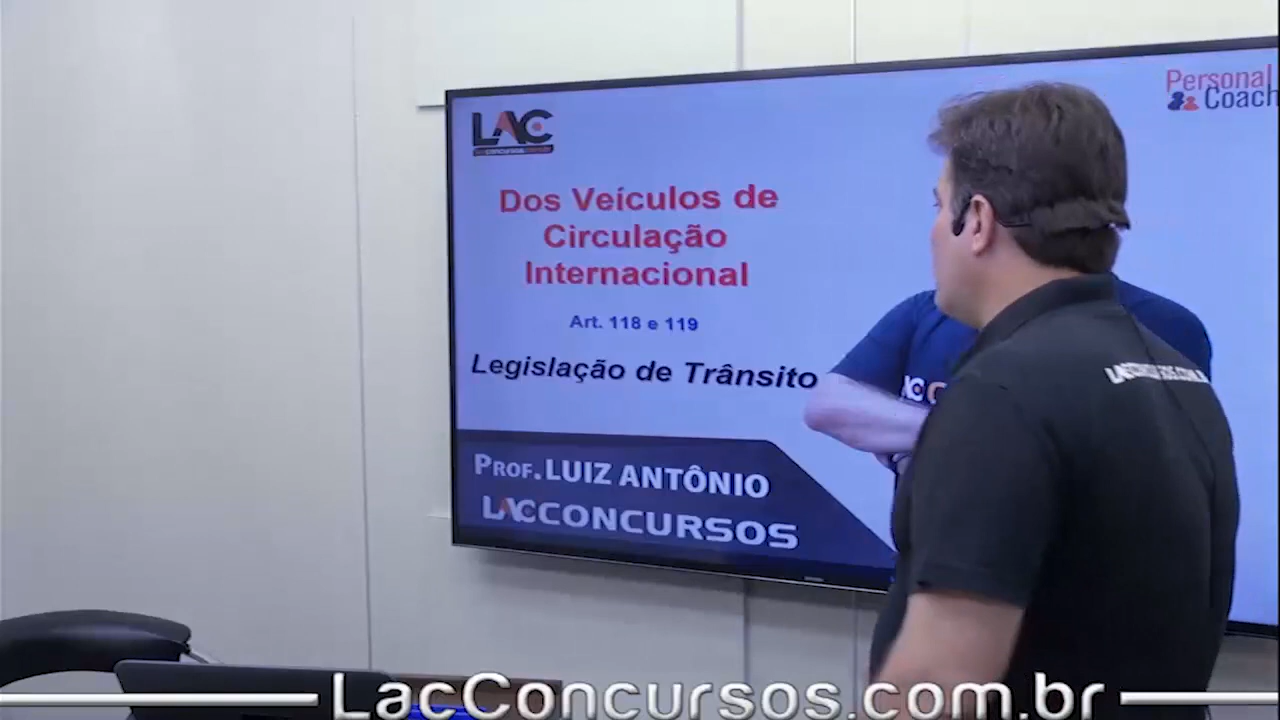 LAC
Personal
Coach
Dos Veículos de
Circulação
Internacional
Art. 118 e 119
Legislação de Trânsito
PROF. LUIZ ANTÔNIO
LACCONCURSOS
LacConcursos.com.br